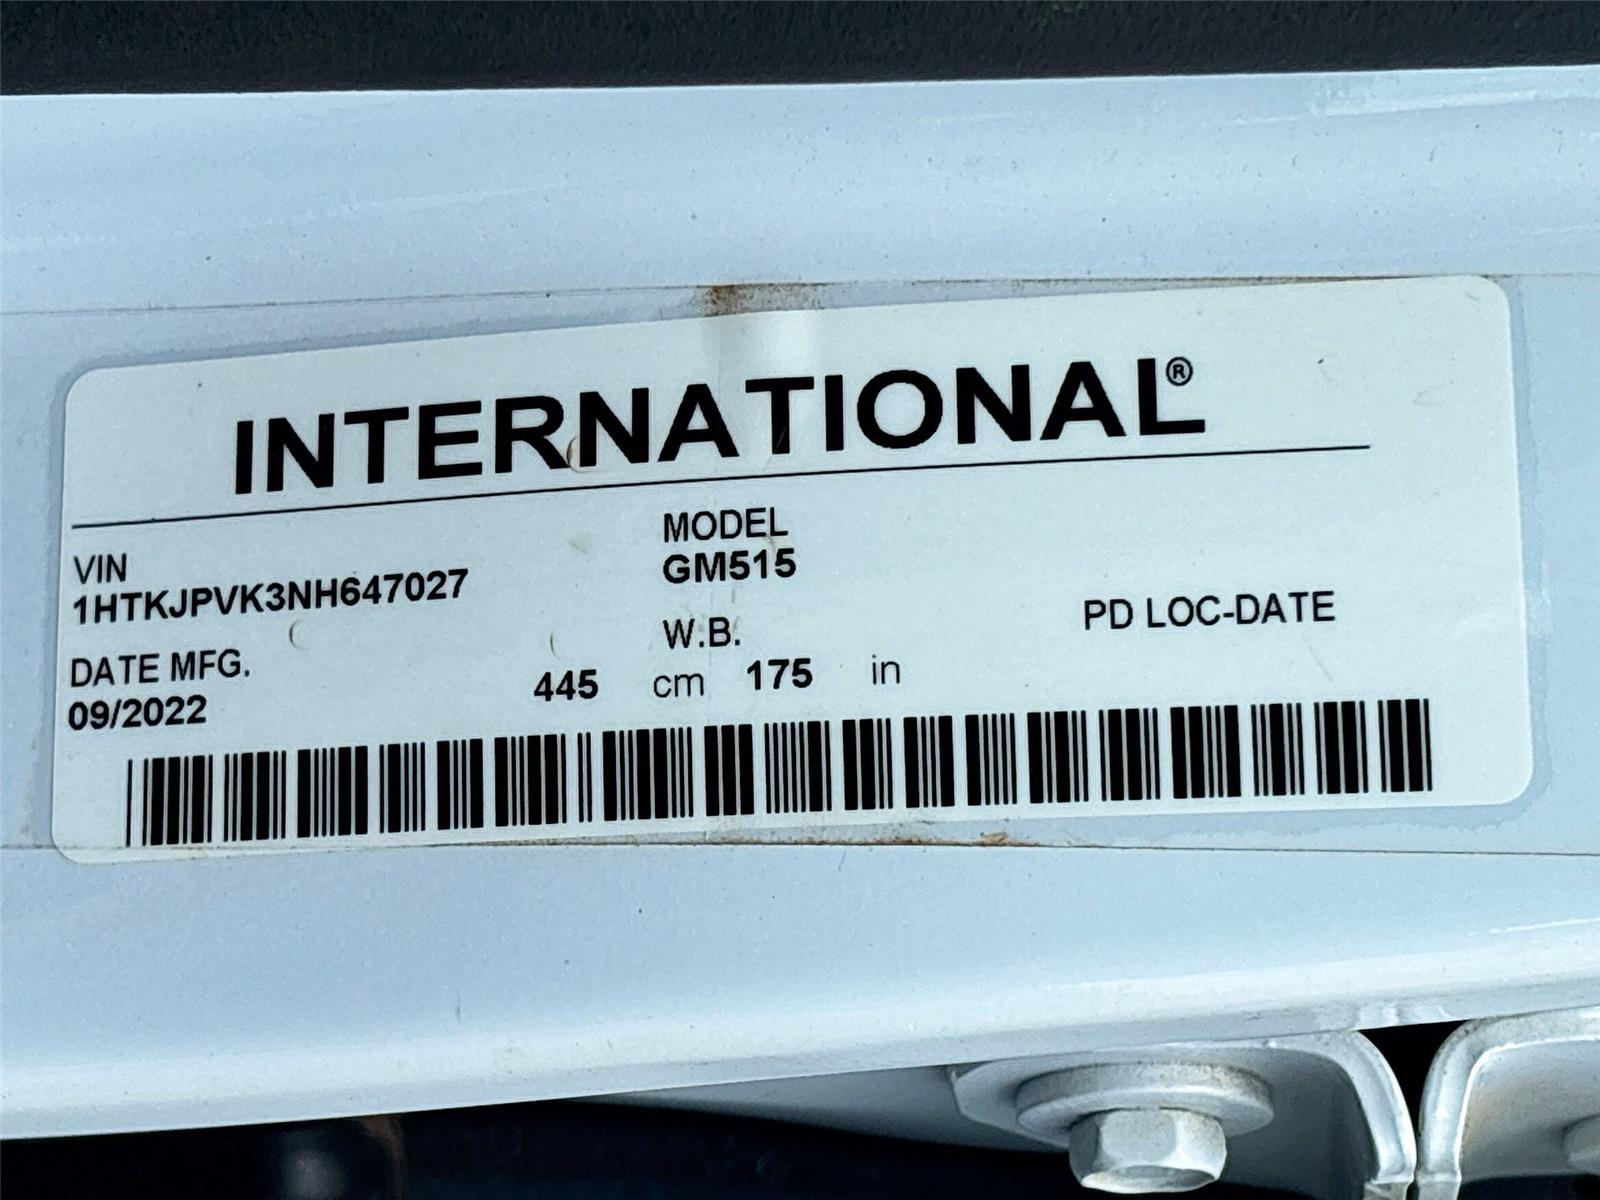 INTERNATIONAL®
VIN
1HTKJPVK3NH647027
MODEL
GM515
DATE MFG.
09/2022
W.B.
445 cm 175 in
PD LOC-DATE